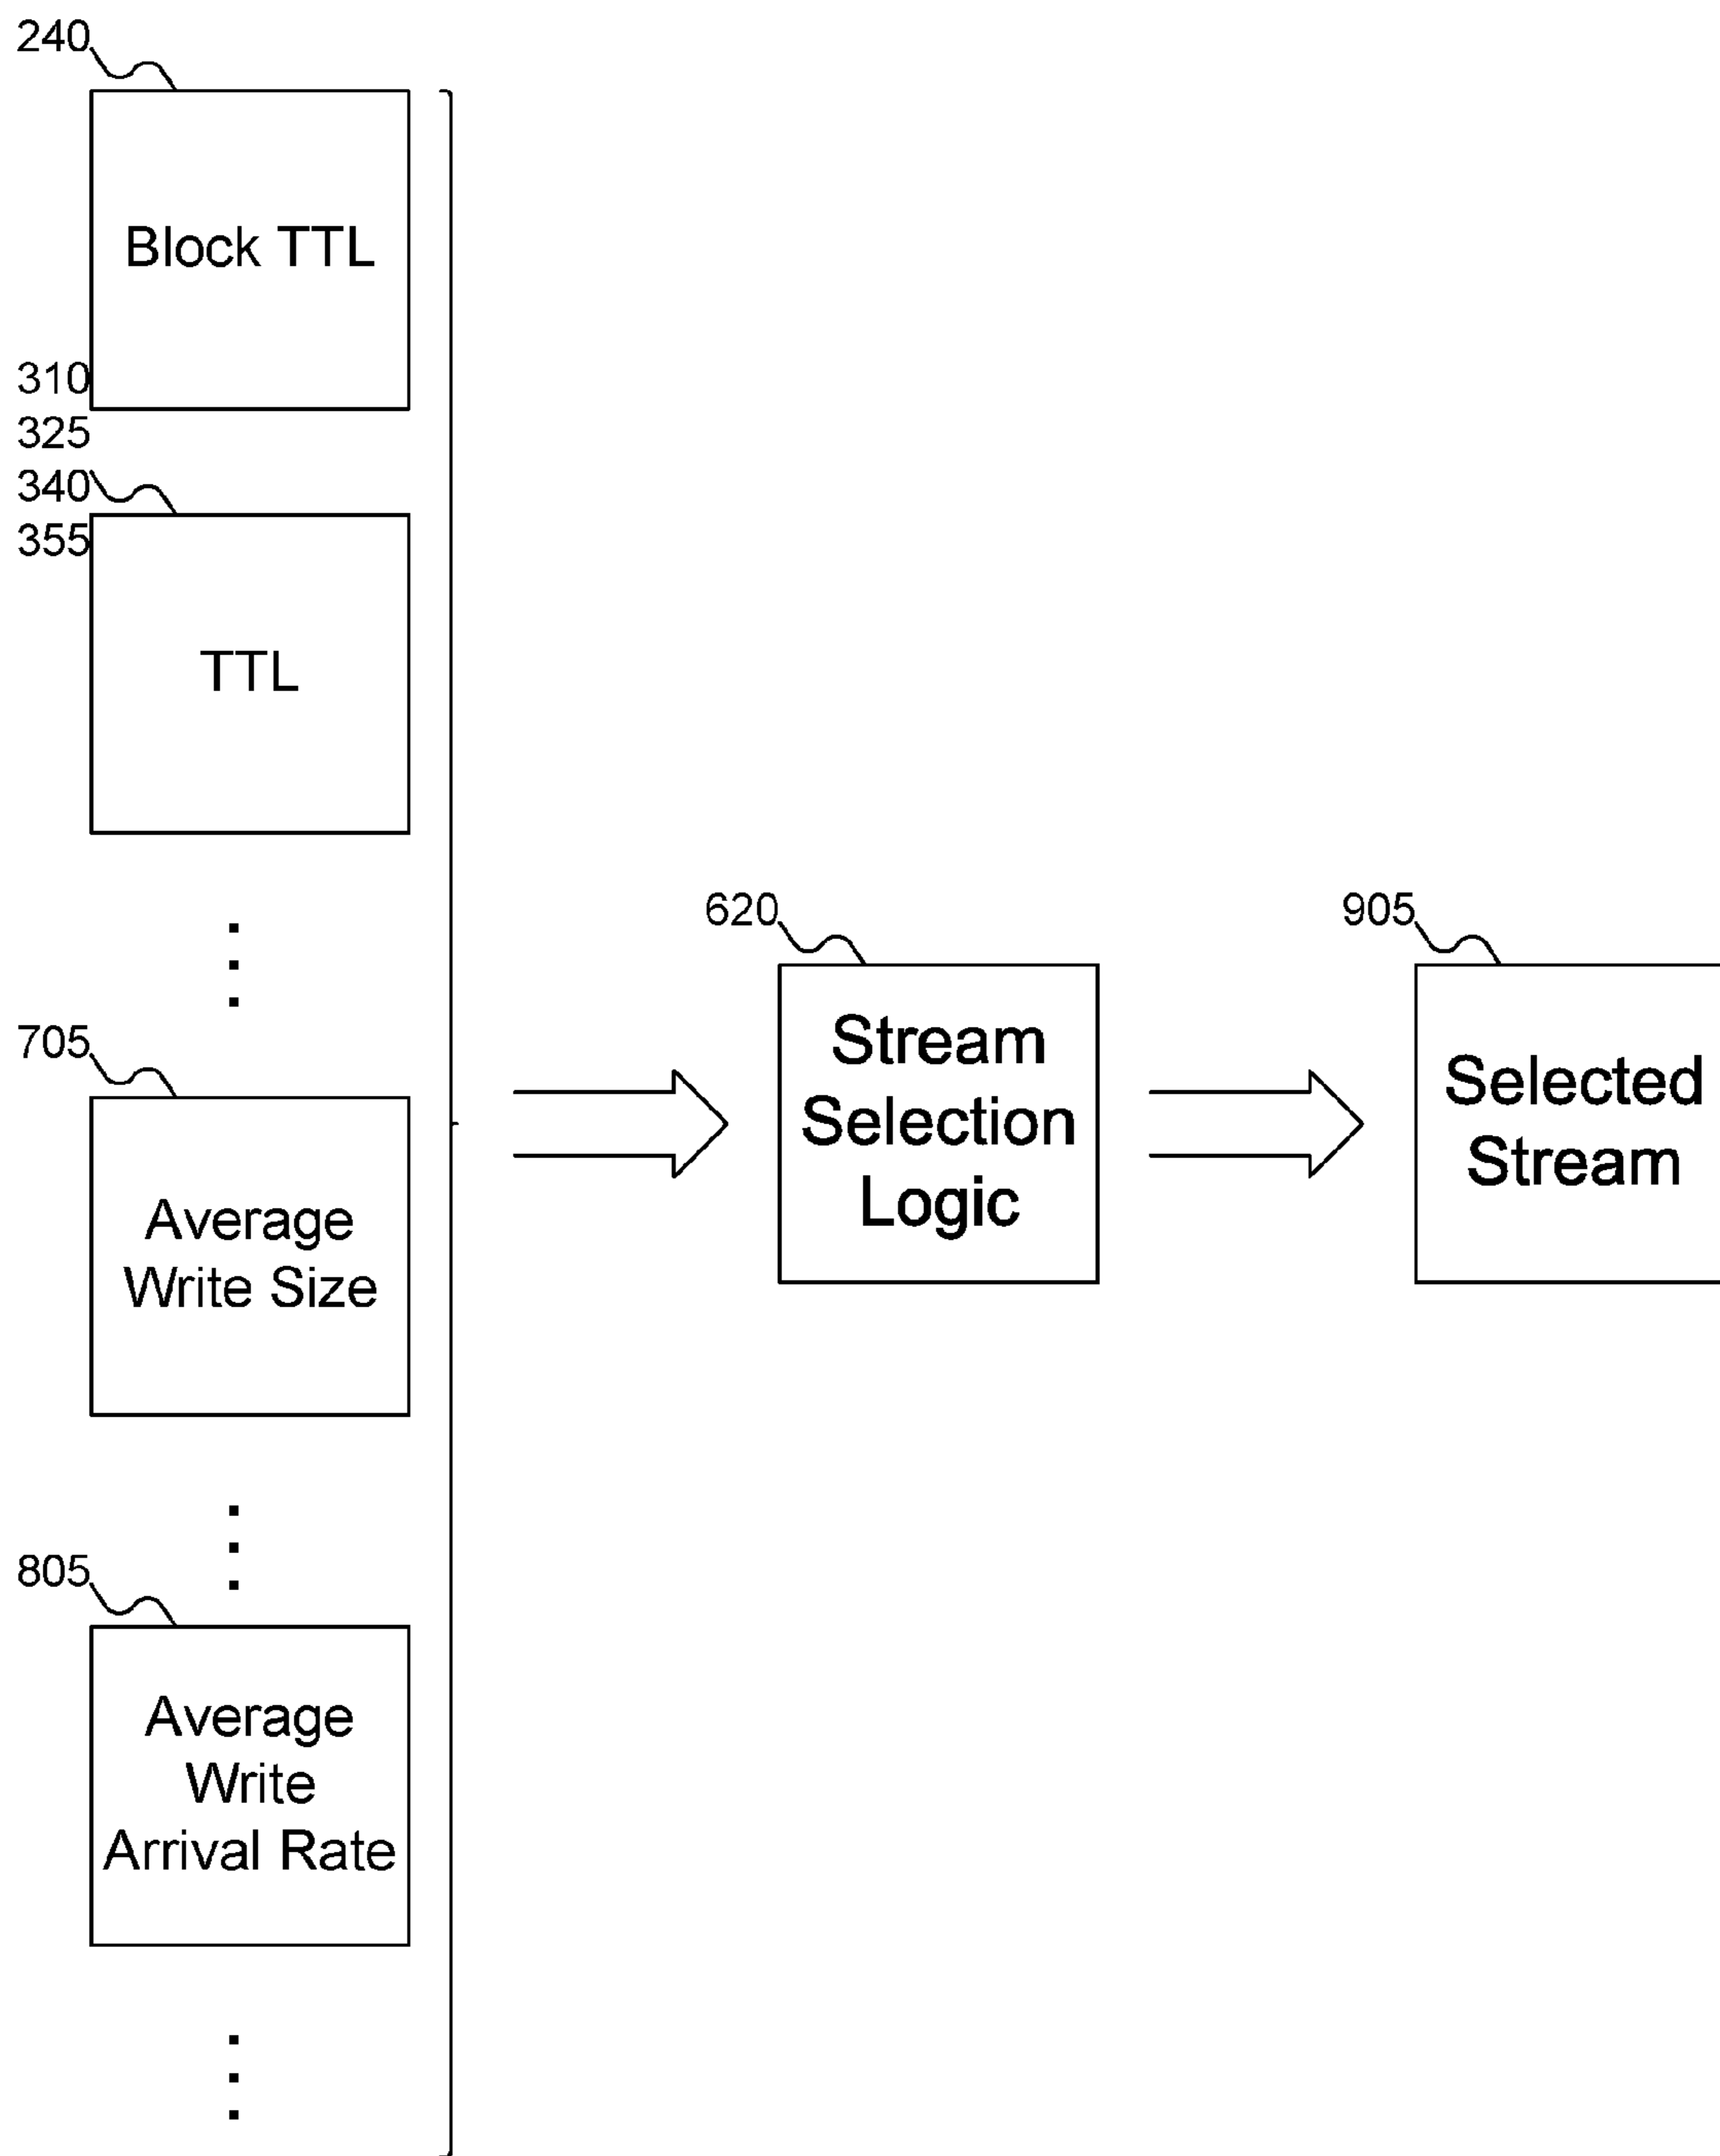 240
Block TTL
310
325
340
355
TTL
705
Average
Write Size
805
Average
Write
Arrival Rate
620
Stream
Selection
Logic
905
Selected
Stream